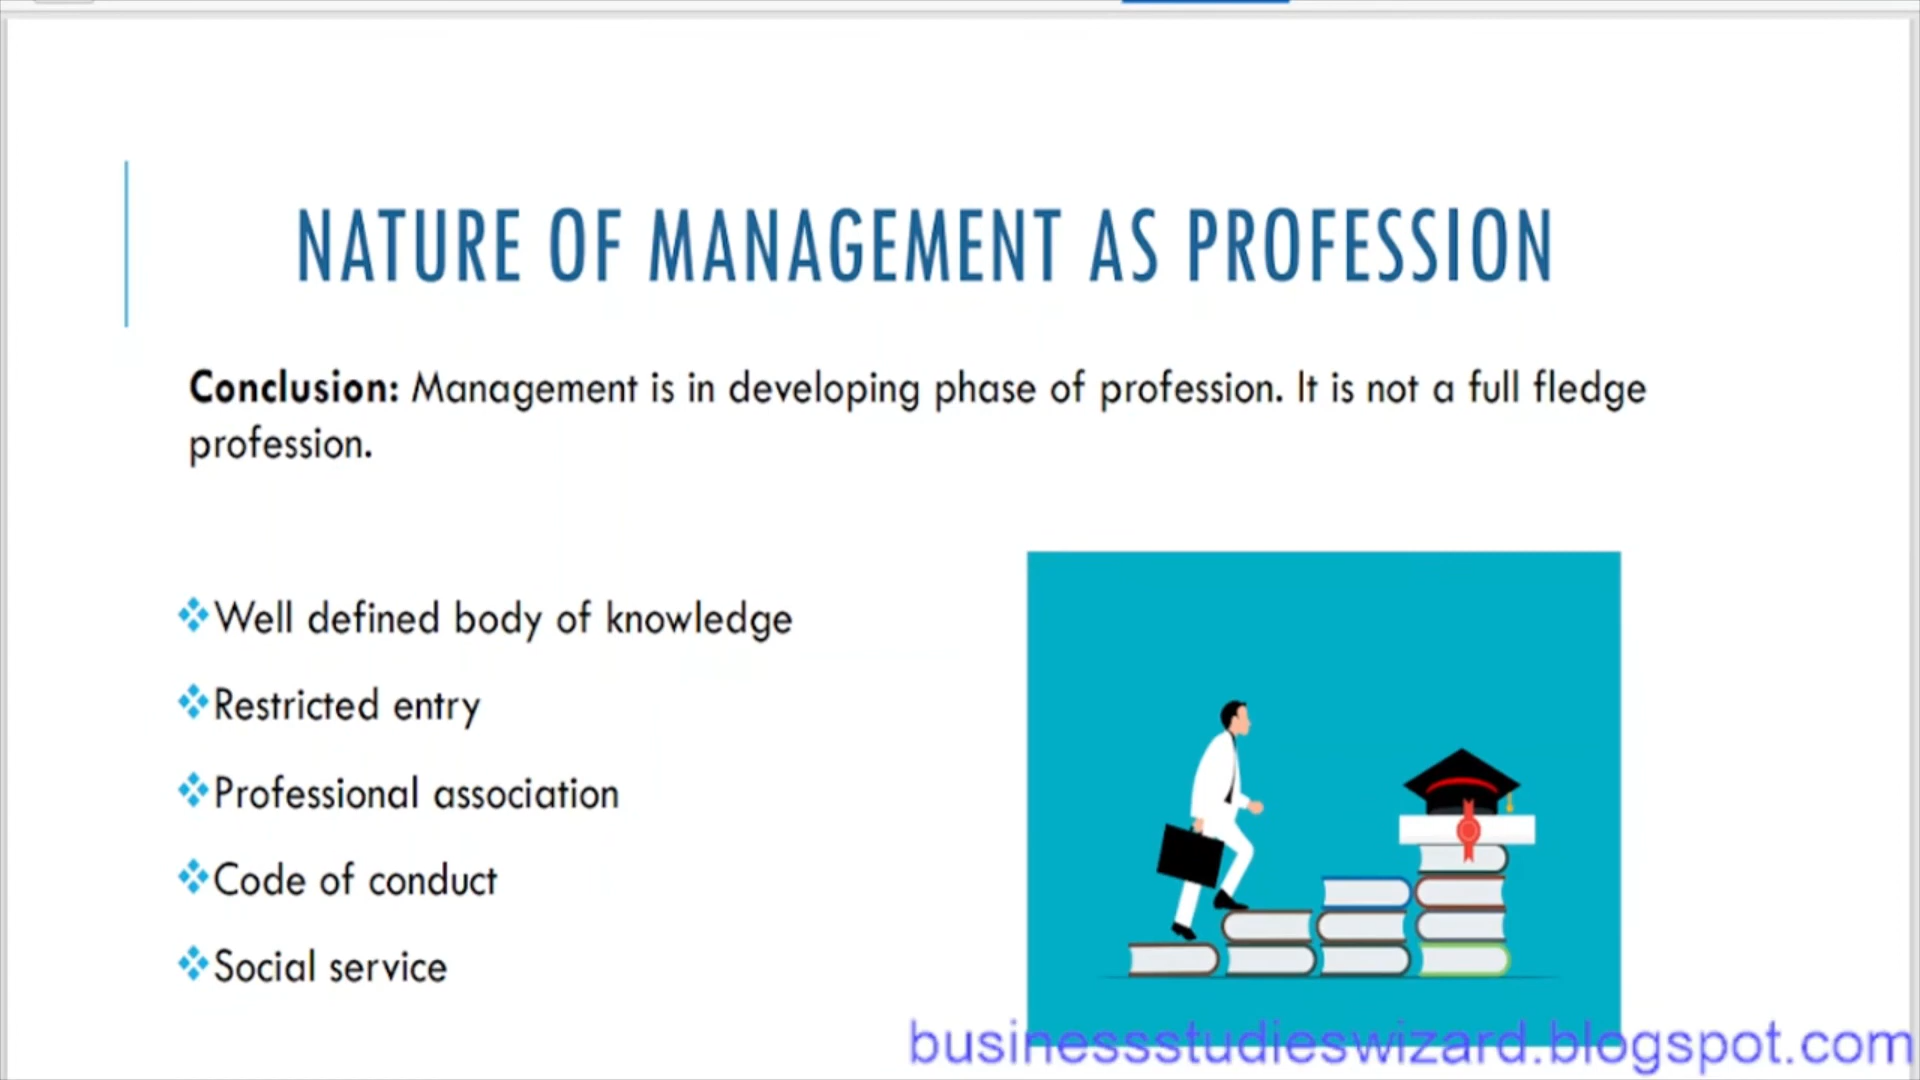 NATURE OF MANAGEMENT AS PROFESSION
Conclusion: Management is in developing phase of profession. It is not a full fledge
profession.
❖Well defined body of knowledge
❖Restricted entry
❖Professional association
❖Code of conduct
❖Social service
businessstudieswizard.blogspot.com